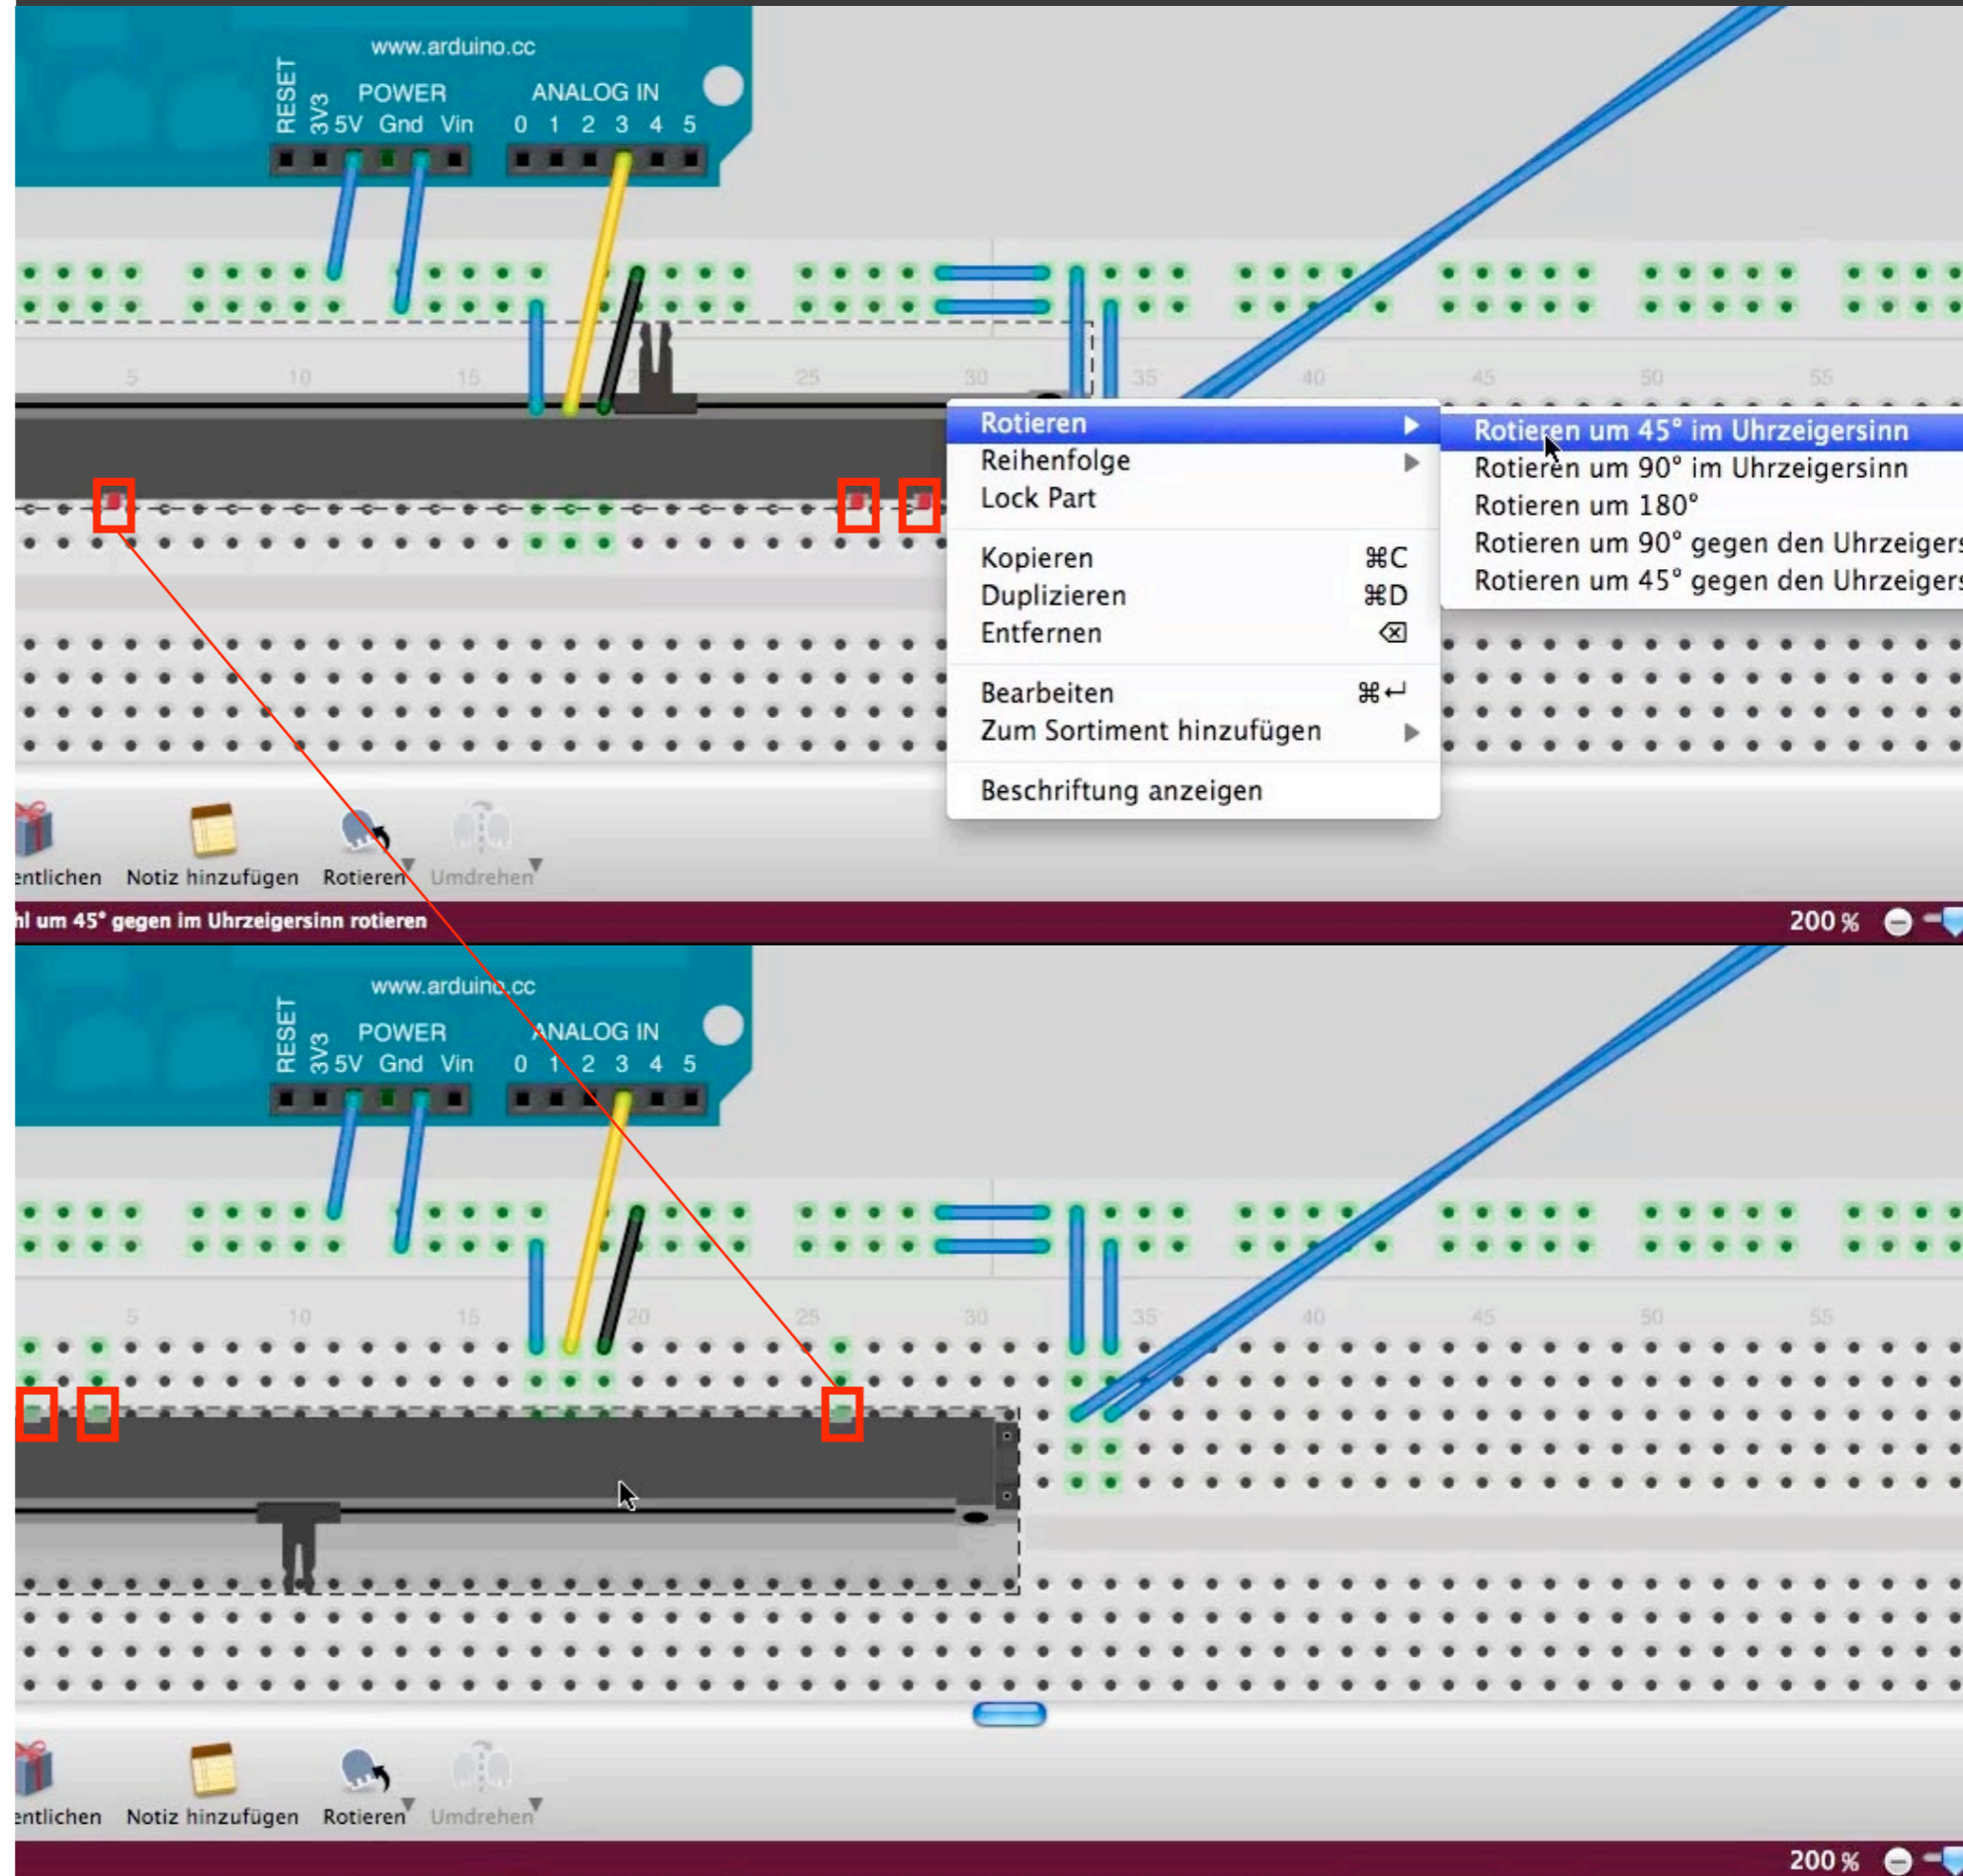 www.arduino.cc
RESET
3V3
POWER
ANALOG IN
5V Gnd Vin
0 1 2 3 4 5
5 10 15 25 30 35 40 45 50 55
Rotieren
Reihenfolge
Lock Part
Kopieren ⌘C
Duplizieren ⌘D
Entfernen ⌫
Bearbeiten ⌘↵
Zum Sortiment hinzufügen
Beschriftung anzeigen
Rotieren um 45° im Uhrzeigersinn
Rotieren um 90° im Uhrzeigersinn
Rotieren um 180°
Rotieren um 90° gegen den Uhrzeigers
Rotieren um 45° gegen den Uhrzeigers
entlichen Notiz hinzufügen Rotieren Umdrehen
hl um 45° gegen im Uhrzeigersinn rotieren
200 %
www.arduino.cc
RESET
3V3
POWER
ANALOG IN
5V Gnd Vin
0 1 2 3 4 5
5 10 15 20 25 30 35 40 45 50 55
entlichen Notiz hinzufügen Rotieren Umdrehen
200 %